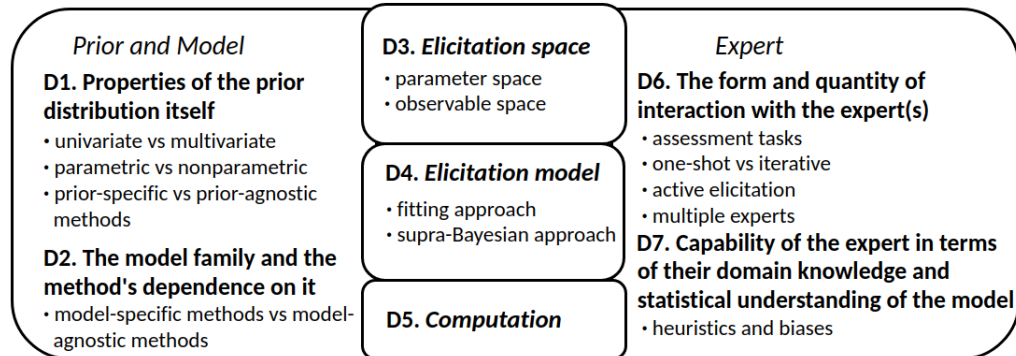 Prior and Model
D1. Properties of the prior
distribution itself
• univariate vs multivariate
• parametric vs nonparametric
• prior-specific vs prior-agnostic
methods
D2. The model family and the
method's dependence on it
• model-specific methods vs model-
agnostic methods
D3. Elicitation space
• parameter space
• observable space
D4. Elicitation model
• fitting approach
• supra-Bayesian approach
D5. Computation
Expert
D6. The form and quantity of
interaction with the expert(s)
• assessment tasks
• one-shot vs iterative
• active elicitation
• multiple experts
D7. Capability of the expert in terms
of their domain knowledge and
statistical understanding of the model
• heuristics and biases